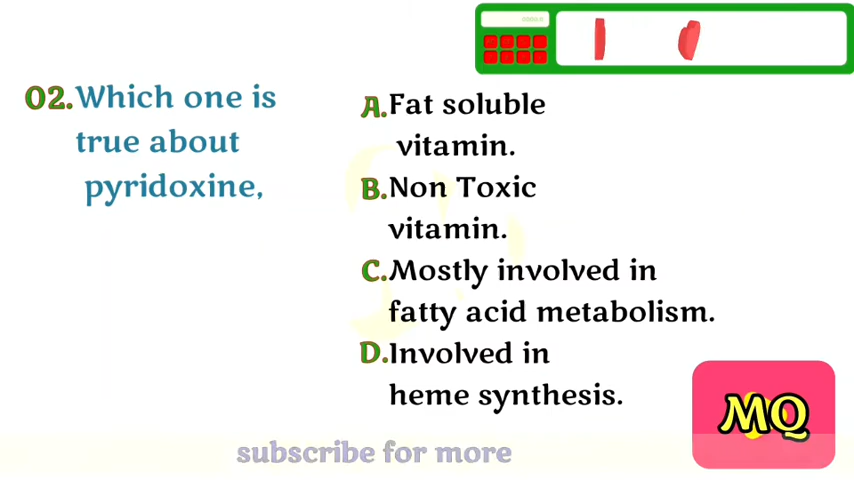 02.Which one is
true about
pyridoxine,
A.Fat soluble
vitamin.
B.Non Toxic
vitamin.
C.Mostly involved in
fatty acid metabolism.
D.Involved in
heme synthesis.
MQ
subscribe for more